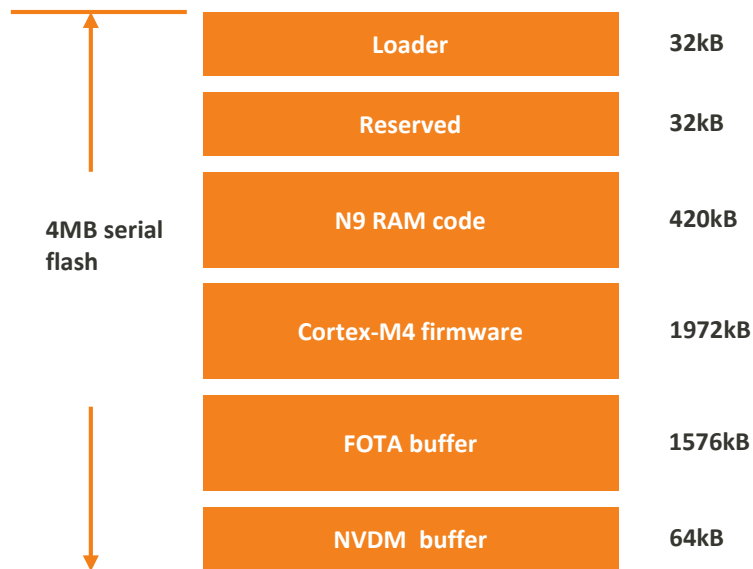 Loader 32kB
Reserved 32kB
N9 RAM code 420kB
4MB serial
flash
Cortex-M4 firmware 1972kB
FOTA buffer 1576kB
NVDM buffer 64kB